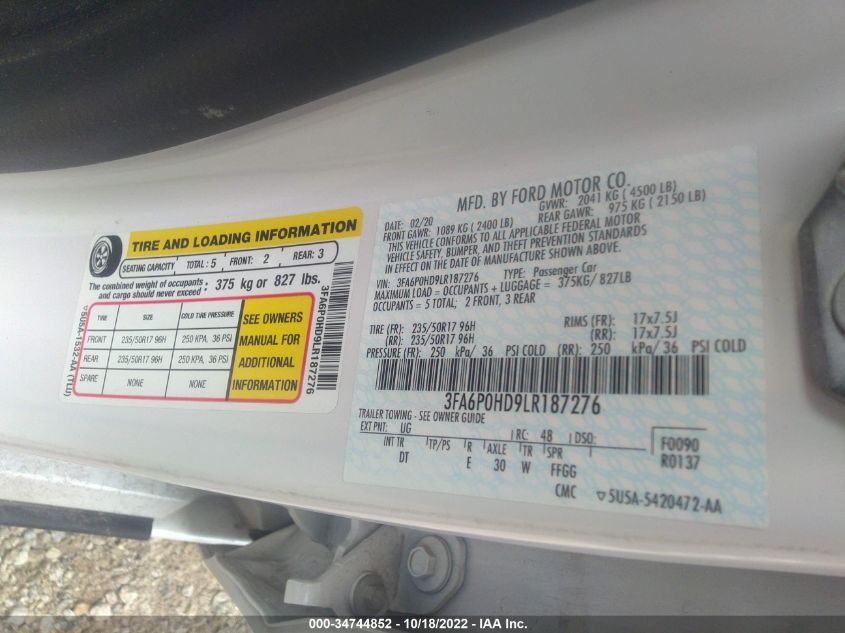 TIRE AND LOADING INFORMATION
SEATING CAPACITY TOTAL : 5 FRONT: 2 REAR: 3
The combined weight of occupants and cargo should never exceed : 375 kg or 827 lbs.
TIRE SIZE COLD TIRE PRESSURE
FRONT 235/50R17 96H 250 KPA, 36 PSI
REAR 235/50R17 96H 250 KPA, 36 PSI
SPARE NONE NONE
SEE OWNERS
MANUAL FOR
ADDITIONAL
INFORMATION
5U5A-1532-AA (TLU)
3FA6P0HD9LR187276
MFD. BY FORD MOTOR CO.
DATE: 02/20 GVWR: 2041 KG ( 4500 LB)
FRONT GAWR: 1089 KG ( 2400 LB) REAR GAWR: 975 KG ( 2150 LB)
THIS VEHICLE CONFORMS TO ALL APPLICABLE FEDERAL MOTOR
VEHICLE SAFETY, BUMPER, AND THEFT PREVENTION STANDARDS
IN EFFECT ON THE DATE OF MANUFACTURE SHOWN ABOVE.
VIN: 3FA6P0HD9LR187276 TYPE: Passenger Car
MAXIMUM LOAD = OCCUPANTS + LUGGAGE = 375KG/ 827LB
OCCUPANTS = 5 TOTAL; 2 FRONT, 3 REAR
TIRE (FR): 235/50R17 96H RIMS (FR): 17x7.5J
(RR): 235/50R17 96H (RR): 17x7.5J
PRESSURE (FR): 250 kPa/ 36 PSI COLD (RR): 250 kPa/ 36 PSI COLD
3FA6P0HD9LR187276
TRAILER TOWING - SEE OWNER GUIDE
EXT PNT: UG RC: 48 DSO: F0090
INT TR TP/PS R AXLE TR SPR R0137
DT E 30 W FFGG
CMC 5U5A-5420472-AA
000-34744852 - 10/18/2022 - IAA Inc.